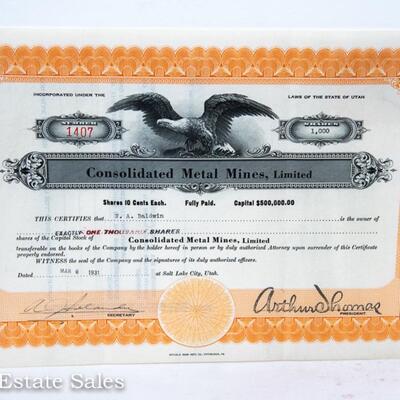 INCORPORATED UNDER THE
LAWS OF THE STATE OF UTAH
NUMBER
1407
SHARES
1,000
Consolidated Metal Mines, Limited
Shares 10 Cents Each. Fully Paid. Capital $500,000.00
THIS CERTIFIES that A. Baldwin is the owner of
EXACTLY ONE THOUSAND SHARES
shares of the Capital Stock of Consolidated Metal Mines, Limited
transferable on the books of the Company by the holder hereof in person or by duly authorized Attorney upon surrender of this Certificate
properly endorsed.
WITNESS the seal of the Company and the signatures of its duly authorized officers.
Dated MAR 6 1931 at Salt Lake City, Utah.
Arthur Thomas
SECRETARY
PRESIDENT
Estate Sales